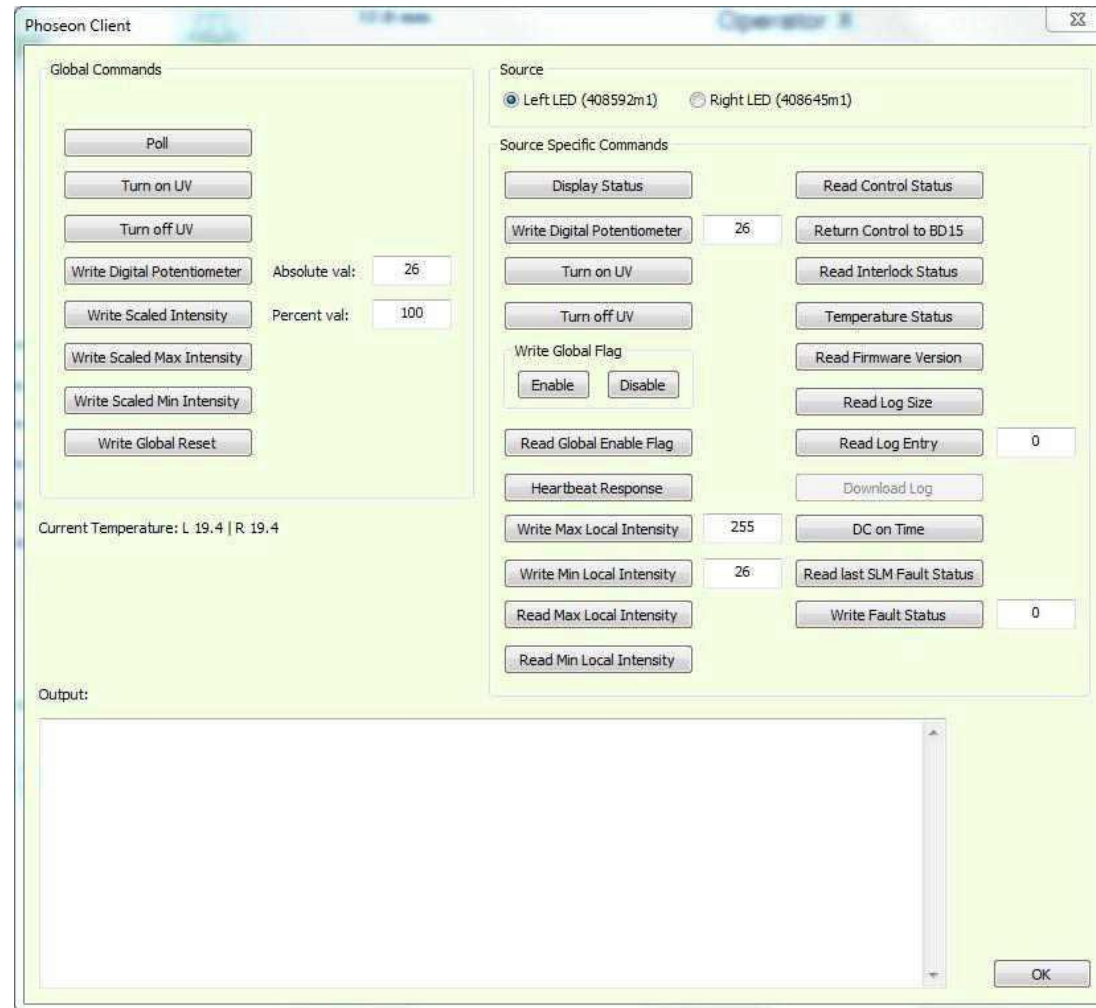 Phoseon Client
Operator
Global Commands
Poll
Turn on UV
Turn off UV
Write Digital Potentiometer Absolute val: 26
Write Scaled Intensity Percent val: 100
Write Scaled Max Intensity
Write Scaled Min Intensity
Write Global Reset
Current Temperature: L 19.4 | R 19.4
Source
Left LED (408592m1) Right LED (408645m1)
Source Specific Commands
Display Status Read Control Status
Write Digital Potentiometer 26 Return Control to BD15
Turn on UV Read Interlock Status
Turn off UV Temperature Status
Write Global Flag
Enable Disable Read Firmware Version
Read Log Size
Read Global Enable Flag Read Log Entry 0
Heartbeat Response Download Log
Write Max Local Intensity 255 DC on Time
Write Min Local Intensity 26 Read last SLM Fault Status
Read Max Local Intensity Write Fault Status 0
Read Min Local Intensity
Output:
OK